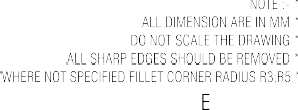 NOTE :- *
ALL DIMENSION ARE IN MM *
DO NOT SCALE THE DRAWING *
ALL SHARP EDGES SHOULD BE REMOVED *
WHERE NOT SPECIFIED FILLET CORNER RADIUS R3,R5 *
E